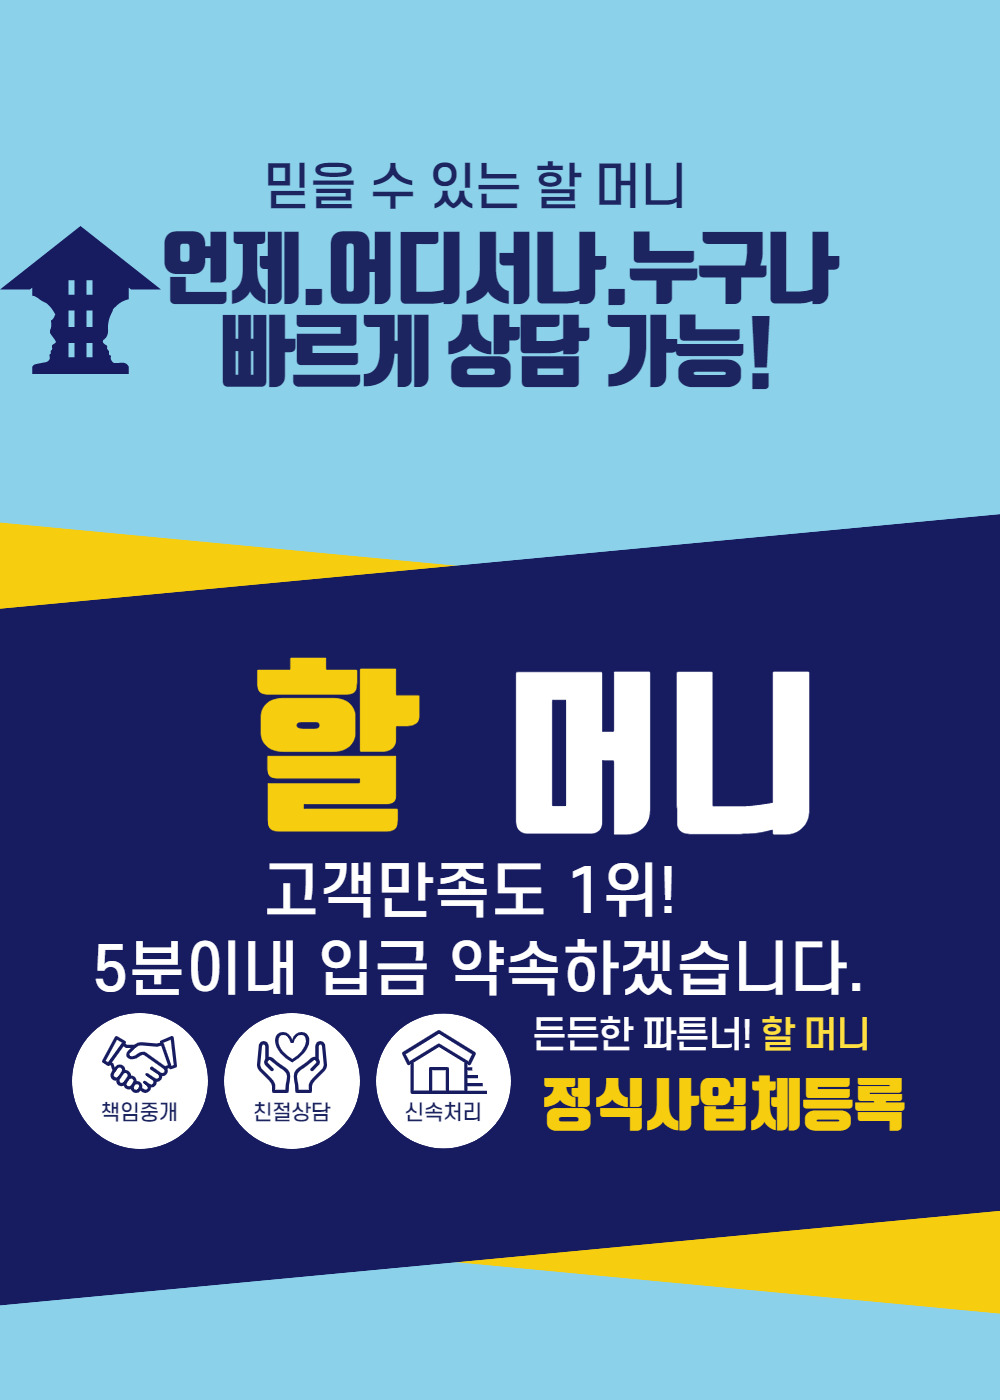 믿을 수 있는 할 머니
언제.어디서나.누구나
빠르게 상담 가능!
할 머니
고객만족도 1위!
5분이내 입금 약속하겠습니다.
책임중개
친절상담
신속처리
든든한 파튼너! 할 머니
정식사업체등록